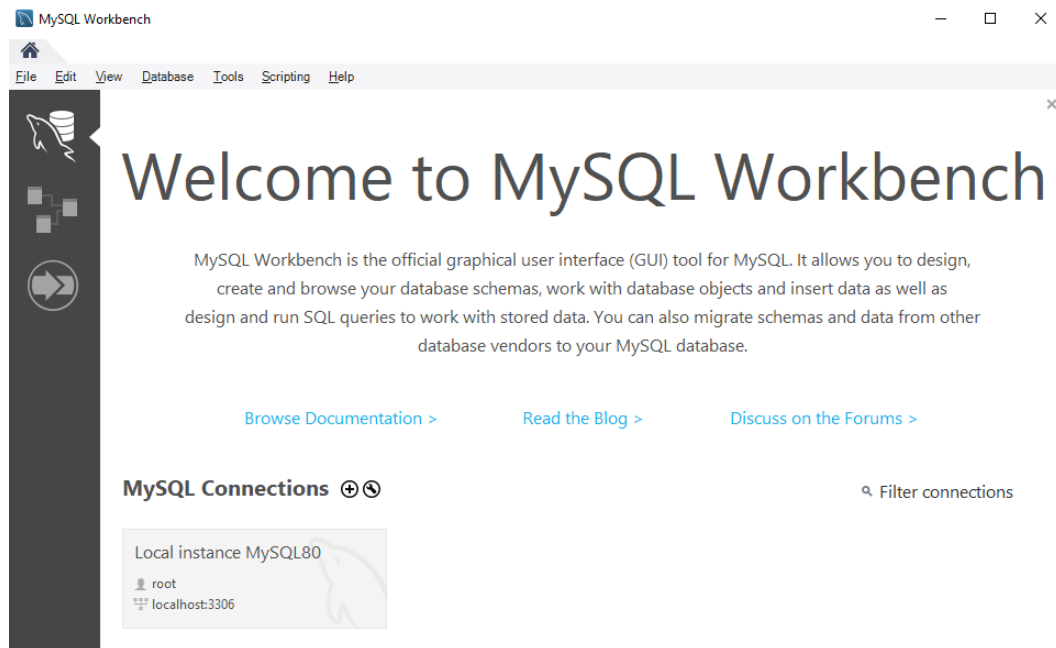 MySQL Workbench
File Edit View Database Tools Scripting Help
Welcome to MySQL Workbench
MySQL Workbench is the official graphical user interface (GUI) tool for MySQL. It allows you to design,
create and browse your database schemas, work with database objects and insert data as well as
design and run SQL queries to work with stored data. You can also migrate schemas and data from other
database vendors to your MySQL database.
Browse Documentation > Read the Blog > Discuss on the Forums >
MySQL Connections Filter connections
Local instance MySQL80
root
localhost:3306